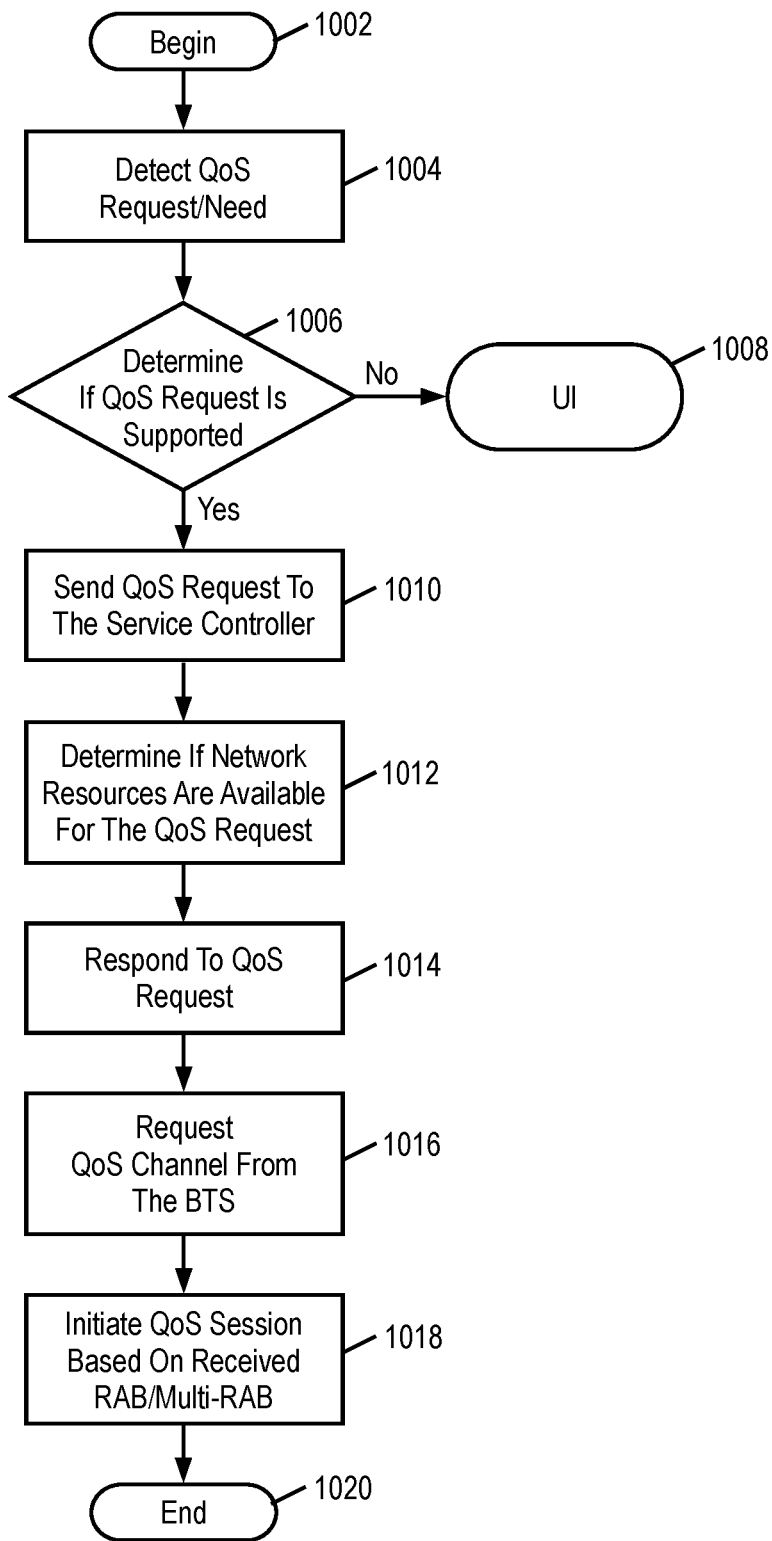 Begin
1002
Detect QoS
Request/Need
1004
1006
Determine
If QoS Request Is
Supported
No
UI
1008
Yes
Send QoS Request To
The Service Controller
1010
Determine If Network
Resources Are Available
For The QoS Request
1012
Respond To QoS
Request
1014
Request
QoS Channel From
The BTS
1016
Initiate QoS Session
Based On Received
RAB/Multi-RAB
1018
End
1020